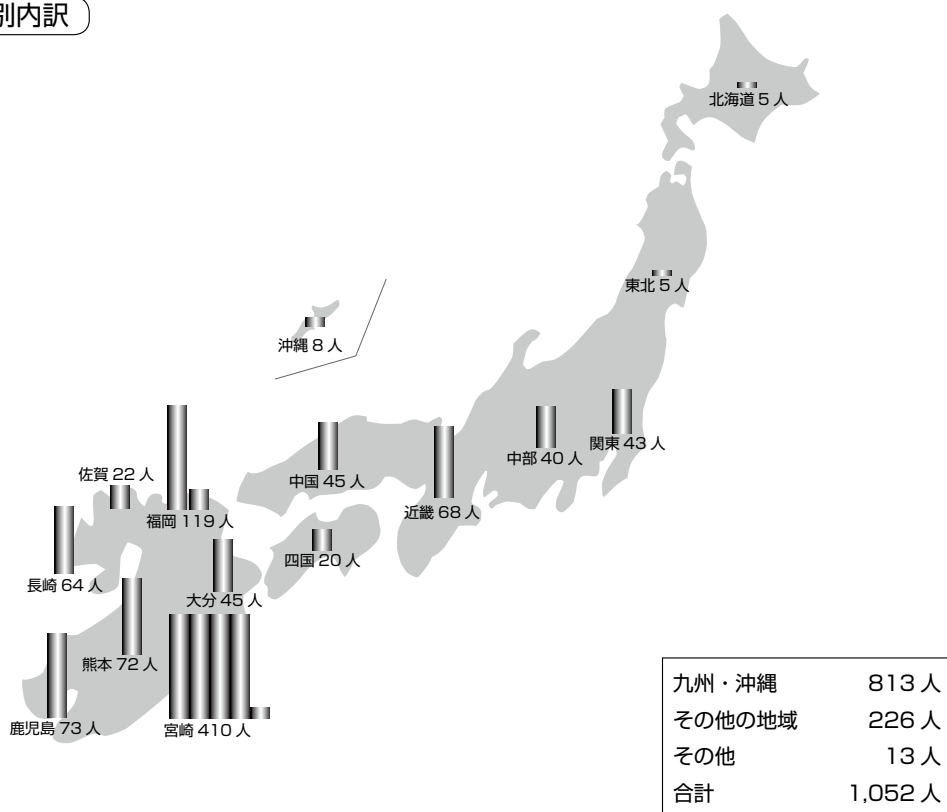 別内訳
北海道 5 人
東北 5 人
沖縄 8 人
関東 43 人
中部 40 人
中国 45 人
近畿 68 人
佐賀 22 人
福岡 119 人
四国 20 人
長崎 64 人
大分 45 人
熊本 72 人
鹿児島 73 人
宮崎 410 人
九州・沖縄 813 人
その他の地域 226 人
その他 13 人
合計 1,052 人